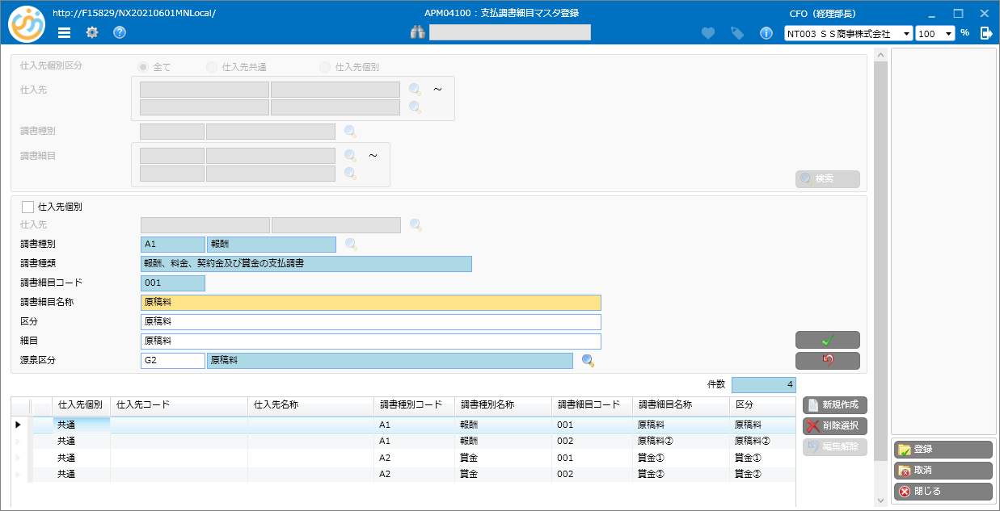 http://F15829/NX20210601MNLocal/
APM04100：支払調書細目マスタ登録
CFO（経理部長）
NT003 ＳＳ商事株式会社
100 %
仕入先個別区分 全て 仕入先共通 仕入先個別
仕入先 ～
調書種別
調書細目 ～
検索
仕入先個別
仕入先
調書種別 A1 報酬
調書種類 報酬、料金、契約金及び賞金の支払調書
調書細目コード 001
調書細目名称 原稿料
区分 原稿料
細目 原稿料
源泉区分 G2 原稿料
件数 4
仕入先個別 仕入先コード 仕入先名称 調書種別コード 調書種別名称 調書細目コード 調書細目名称 区分
共通 A1 報酬 001 原稿料 原稿料
共通 A1 報酬 002 原稿料② 原稿料②
共通 A2 賞金 001 賞金① 賞金①
共通 A2 賞金 002 賞金② 賞金②
新規作成
削除選択
編集解除
登録
取消
閉じる